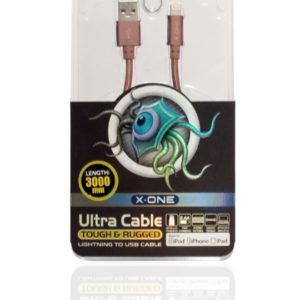 LENGTH:
3000
mm
X-ONE
Ultra Cable
TOUGH & RUGGED
LIGHTNING TO USB CABLE
iPod iPhone iPad